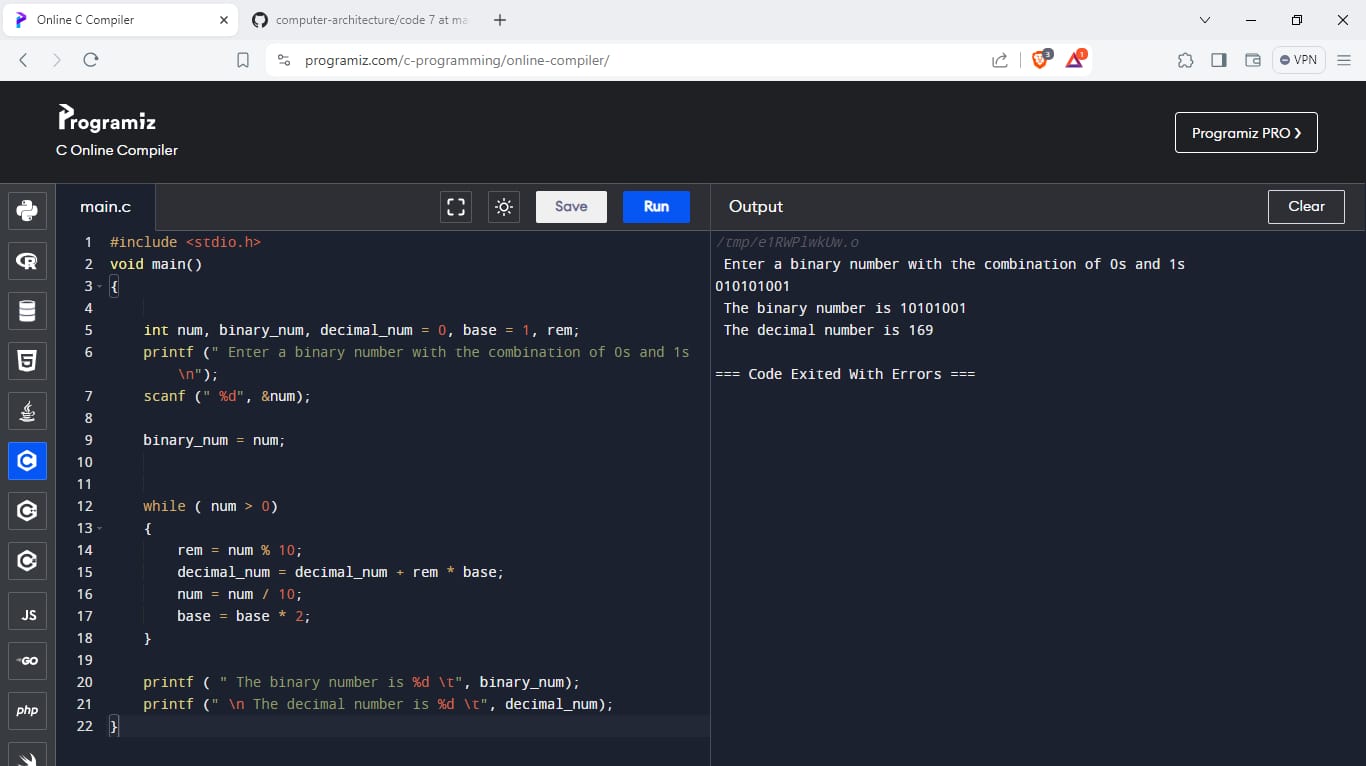 Online C Compiler
computer-architecture/code 7 at ma
programiz.com/c-programming/online-compiler/
3
1
VPN
Programiz
C Online Compiler
Programiz PRO ❯
main.c
Save
Run
Output
Clear
1 #include <stdio.h>
2 void main()
3 {
4
5 int num, binary_num, decimal_num = 0, base = 1, rem;
6 printf (" Enter a binary number with the combination of 0s and 1s
\n");
7 scanf (" %d", &num);
8
9 binary_num = num;
10
11
12 while ( num > 0)
13 {
14 rem = num % 10;
15 decimal_num = decimal_num + rem * base;
16 num = num / 10;
17 base = base * 2;
18 }
19
20 printf ( " The binary number is %d \t", binary_num);
21 printf (" \n The decimal number is %d \t", decimal_num);
22 }
/tmp/e1RWPlwkUw.o
Enter a binary number with the combination of 0s and 1s
010101001
The binary number is 10101001
The decimal number is 169
=== Code Exited With Errors ===
R
5
C
C
C
JS
GO
php